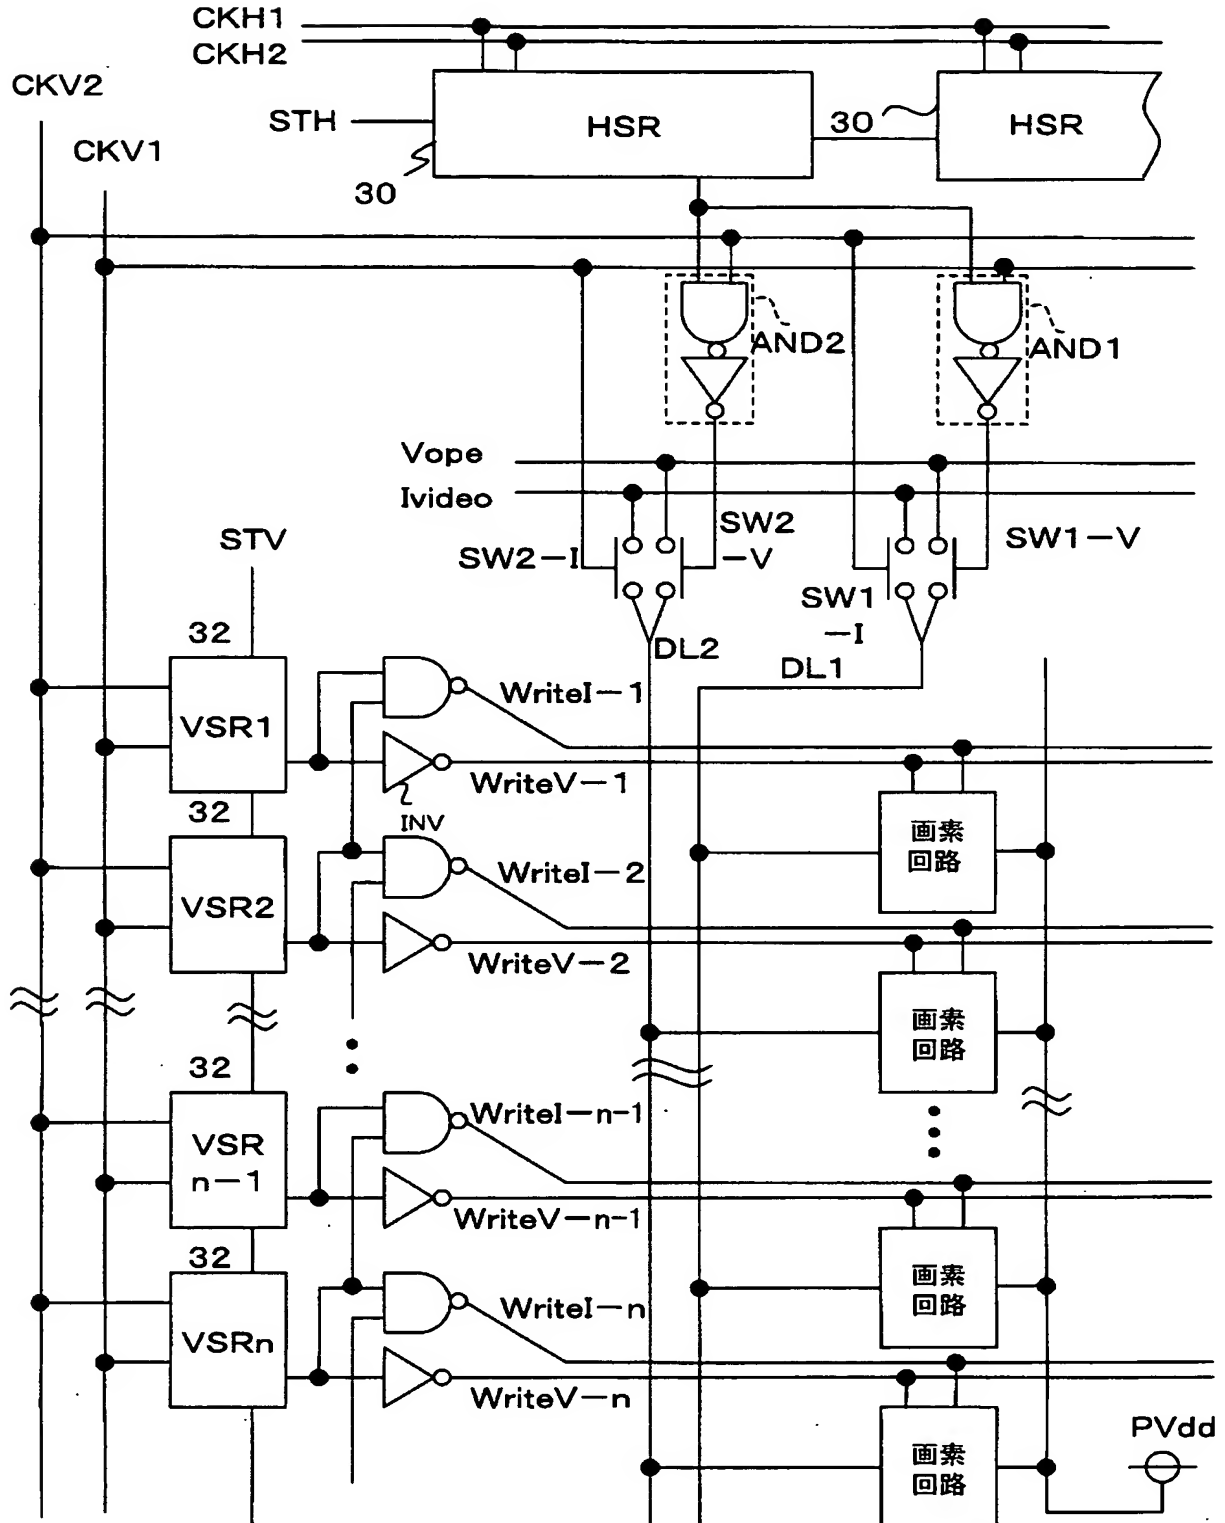 CKH1
CKH2
CKV2
CKV1
STH
HSR
30
HSR
30
AND2
AND1
Vope
Ivideo
SW2-I
SW2
-V
SW1-V
SW1
-I
STV
DL2
DL1
32
VSR1
WriteI-1
WriteV-1
INV
画素
回路
32
VSR2
WriteI-2
WriteV-2
画素
回路
32
VSR
n-1
WriteI-n-1
WriteV-n-1
画素
回路
32
VSRn
WriteI-n
WriteV-n
画素
回路
PVdd